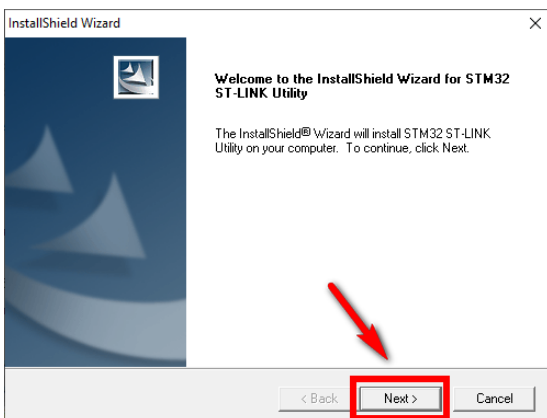 InstallShield Wizard
Welcome to the InstallShield Wizard for STM32
ST-LINK Utility
The InstallShield® Wizard will install STM32 ST-LINK
Utility on your computer. To continue, click Next.
< Back
Next >
Cancel